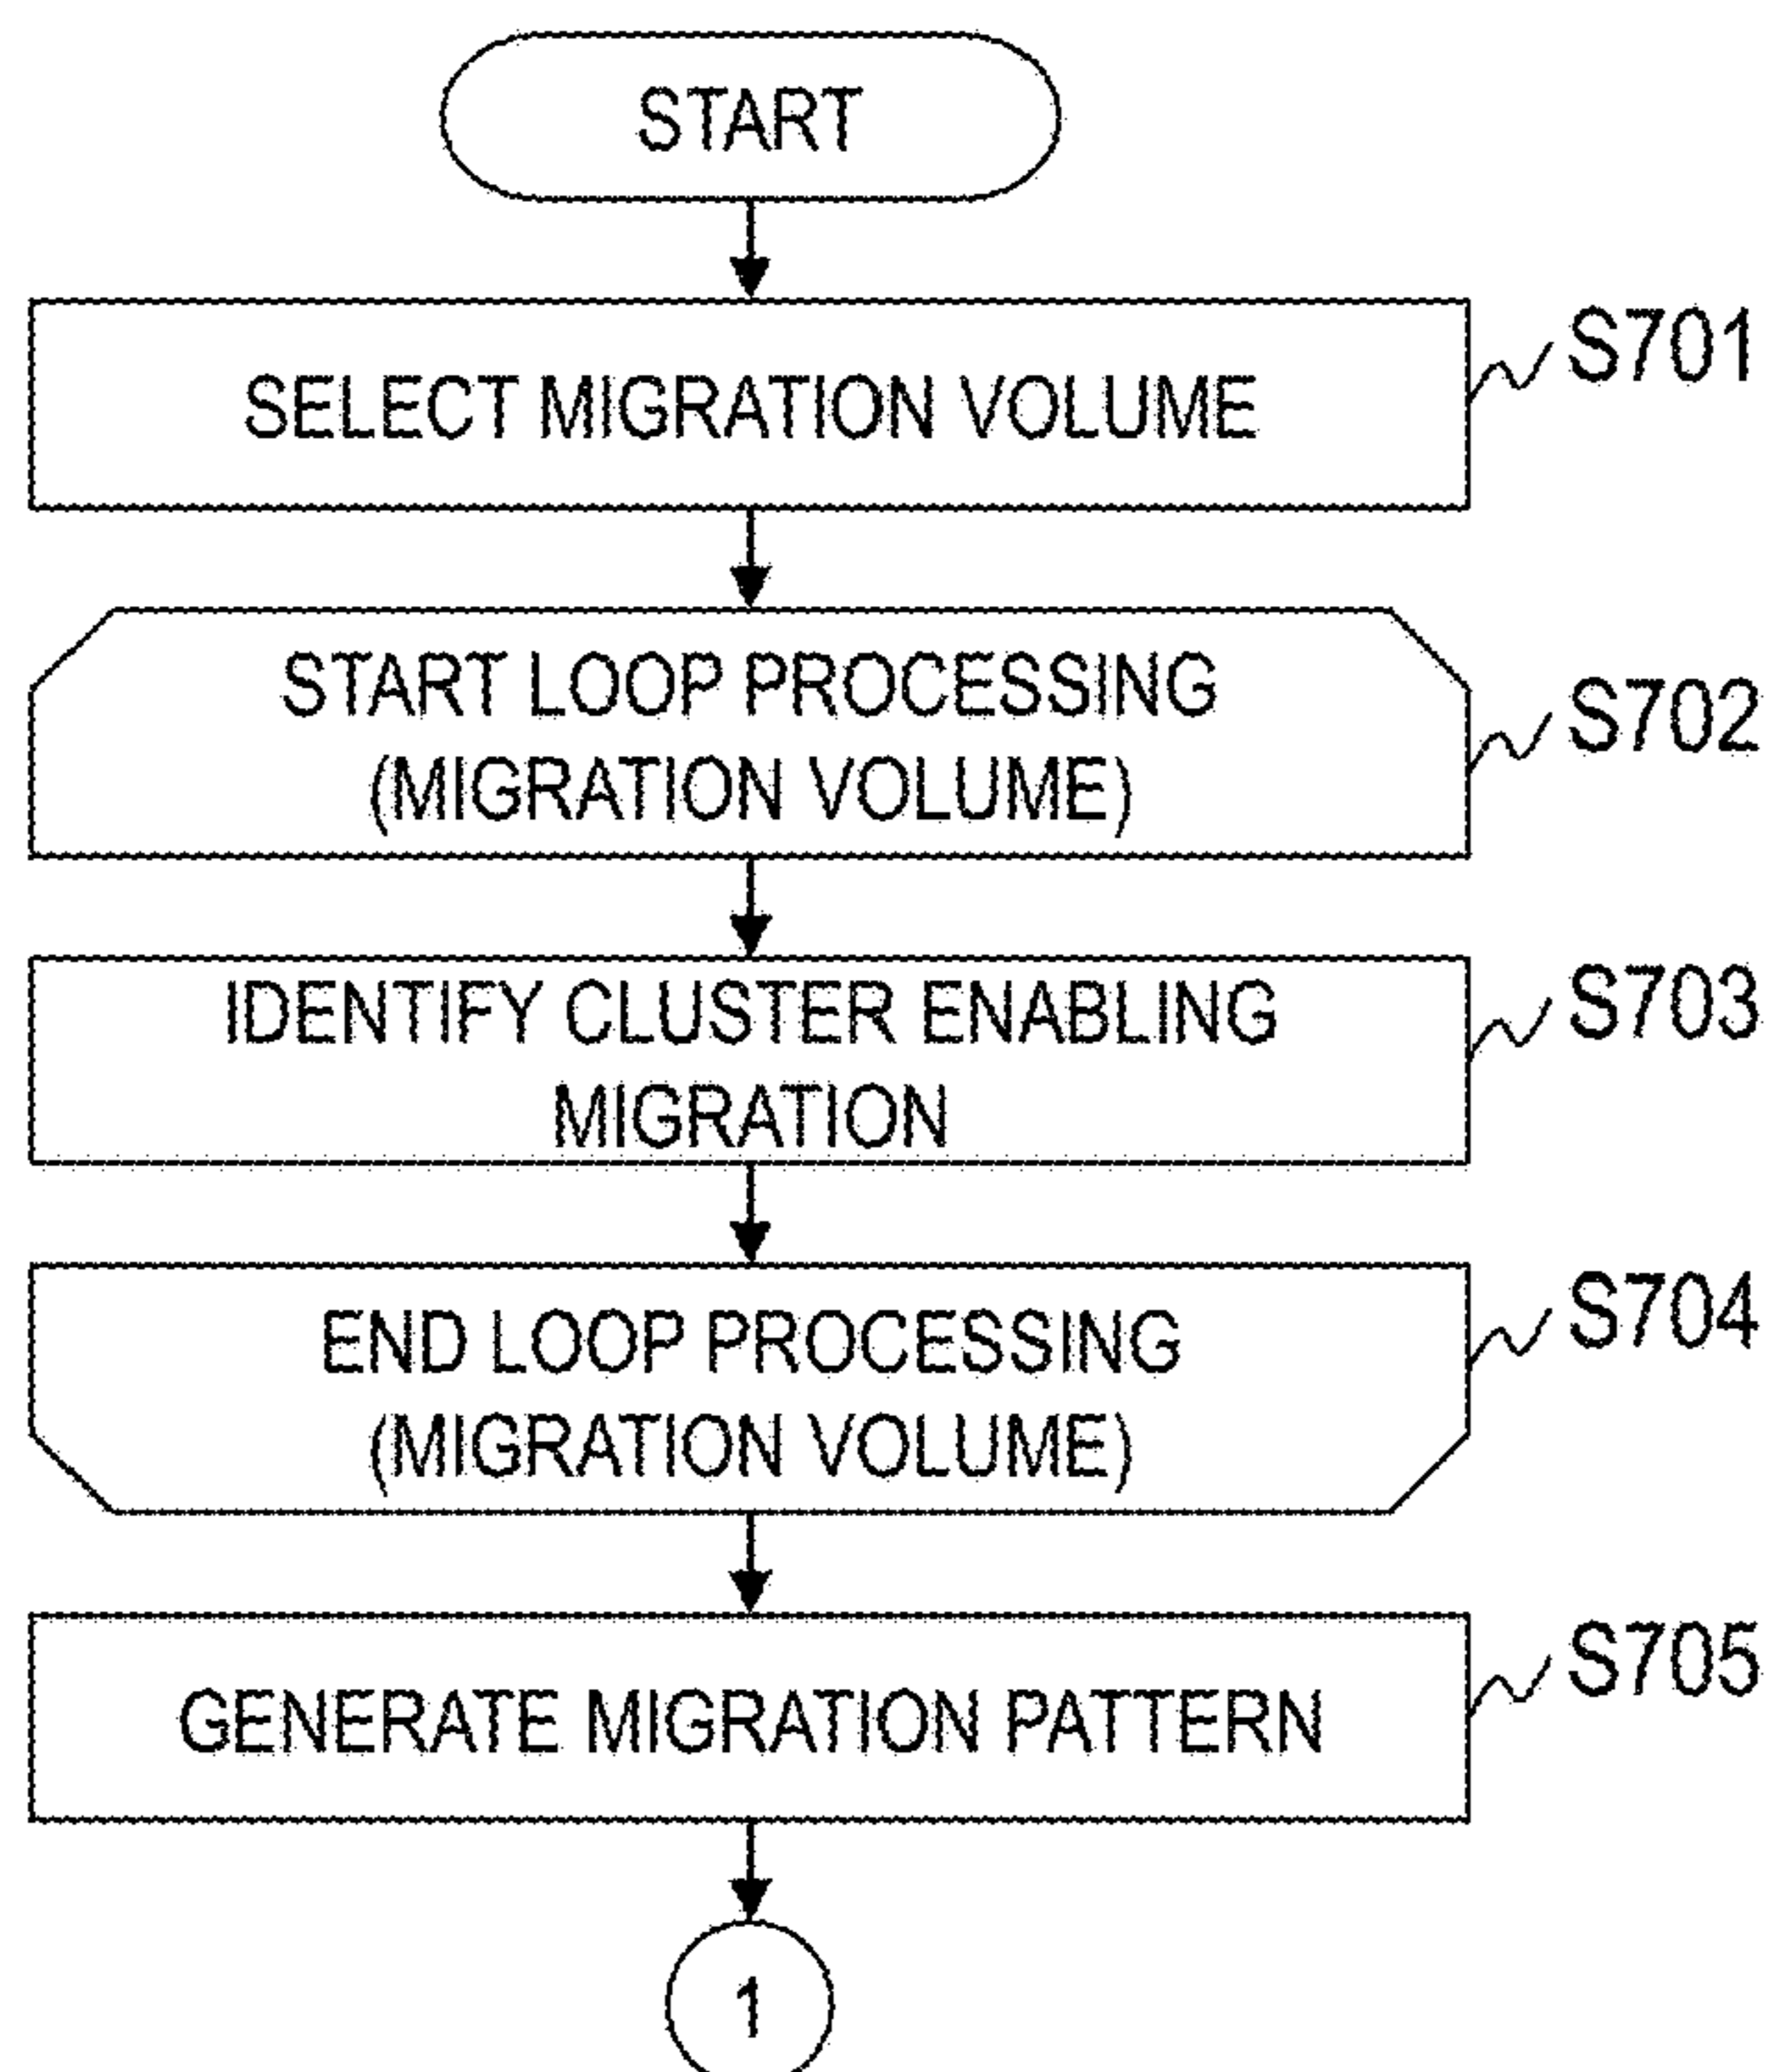 START
SELECT MIGRATION VOLUME
S701
START LOOP PROCESSING
(MIGRATION VOLUME)
S702
IDENTIFY CLUSTER ENABLING
MIGRATION
S703
END LOOP PROCESSING
(MIGRATION VOLUME)
S704
GENERATE MIGRATION PATTERN
S705
1